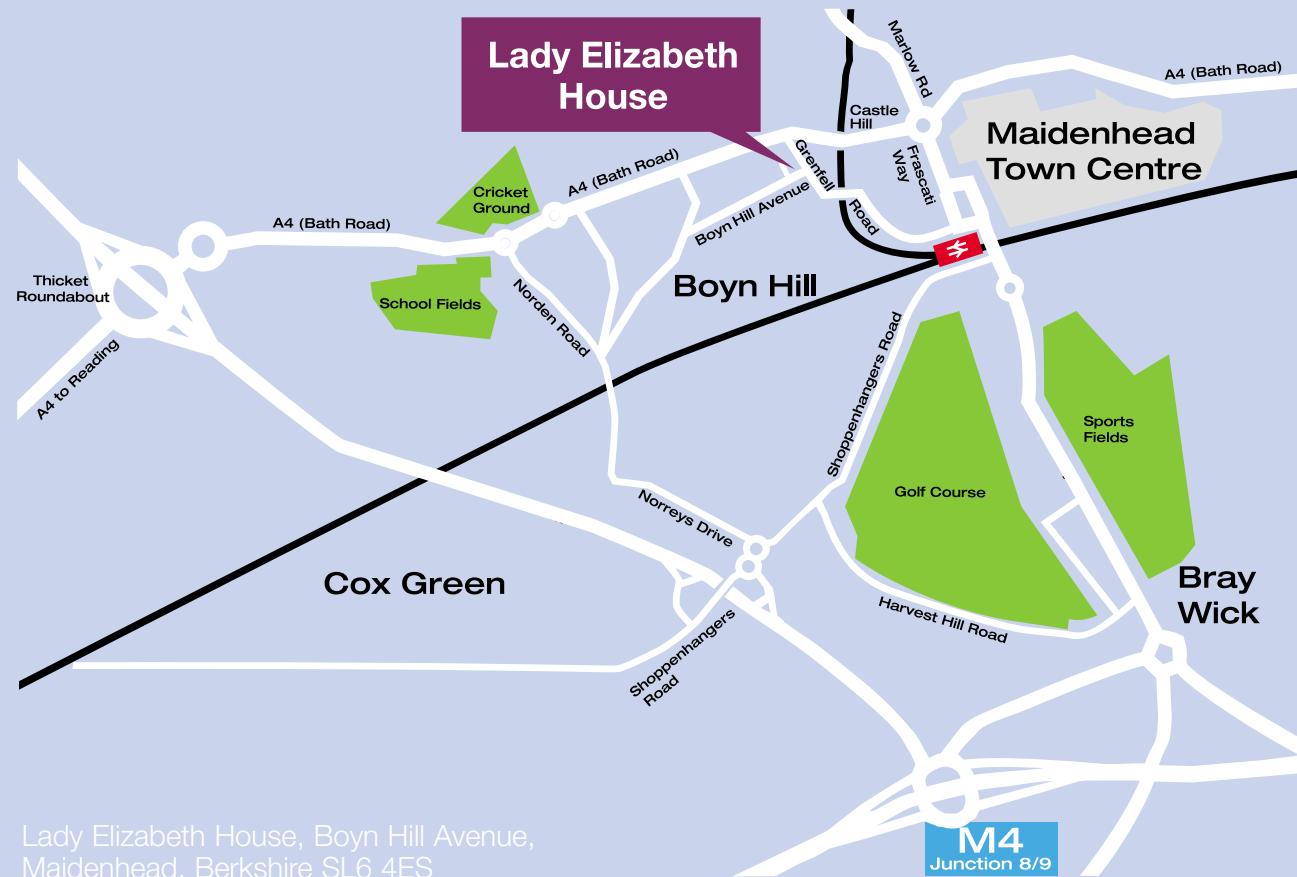 Lady Elizabeth
House
Marlow Rd
A4 (Bath Road)
Castle
Hill
Maidenhead
Town Centre
Frascati
Way
Grenfell
Road
A4 (Bath Road)
Cricket
Ground
Boyn Hill Avenue
A4 (Bath Road)
Thicket
Roundabout
School Fields
Norden Road
Boyn Hill
A4 to Reading
Shoppenhangers Road
Sports
Fields
Golf Course
Norreys Drive
Cox Green
Bray
Wick
Harvest Hill Road
Shoppenhangers
Road
Lady Elizabeth House, Boyn Hill Avenue,
Maidenhead, Berkshire SL6 4ES
M4
Junction 8/9